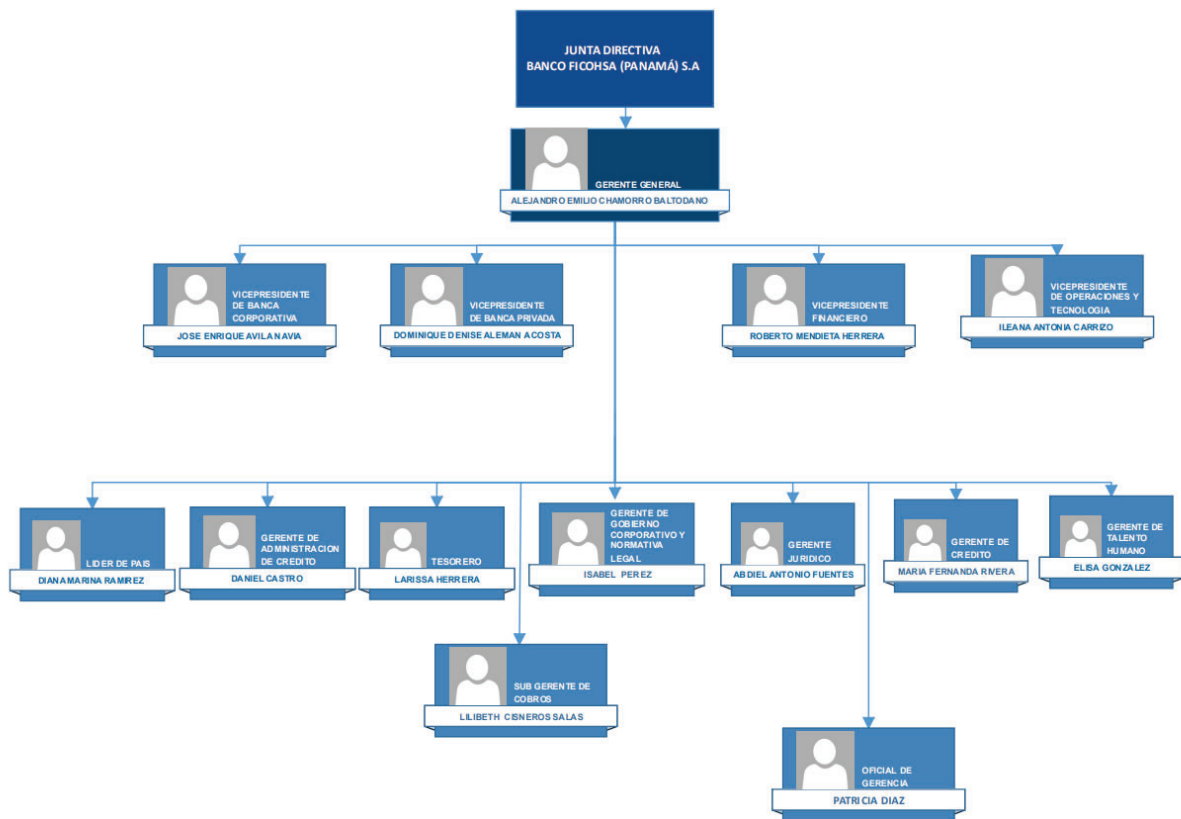 JUNTA DIRECTIVA
BANCO FICOHSA (PANAMÁ) S.A
GERENTE GENERAL
ALEJANDRO EMILIO CHAMORRO BALTODANO
VICEPRESIDENTE
DE BANCA
CORPORATIVA
JOSE ENRIQUE AVILA NAVIA
VICEPRESIDENTE
DE BANCA PRIVADA
DOMINIQUE DENISE ALEMAN ACOSTA
VICEPRESIDENTE
FINANCIERO
ROBERTO MENDIETA HERRERA
VICEPRESIDENTE
DE OPERACIONES Y
TECNOLOGIA
ILEANA ANTONIA CARRIZO
LIDER DE PAIS
DIANA MARINA RAMIREZ
GERENTE DE
ADMINISTRACION
DE CREDITO
DANIEL CASTRO
TESORERO
LARISSA HERRERA
GERENTE DE
GOBIERNO
CORPORATIVO Y
NORMATIVA
LEGAL
ISABEL PEREZ
GERENTE
JURIDICO
ABDIEL ANTONIO FUENTES
GERENTE
DE CREDITO
MARIA FERNANDA RIVERA
GERENTE DE
TALENTO
HUMANO
ELISA GONZALEZ
SUB GERENTE DE
COBROS
LILIBETH CISNEROS SALAS
OFICIAL DE
GERENCIA
PATRICIA DIAZ